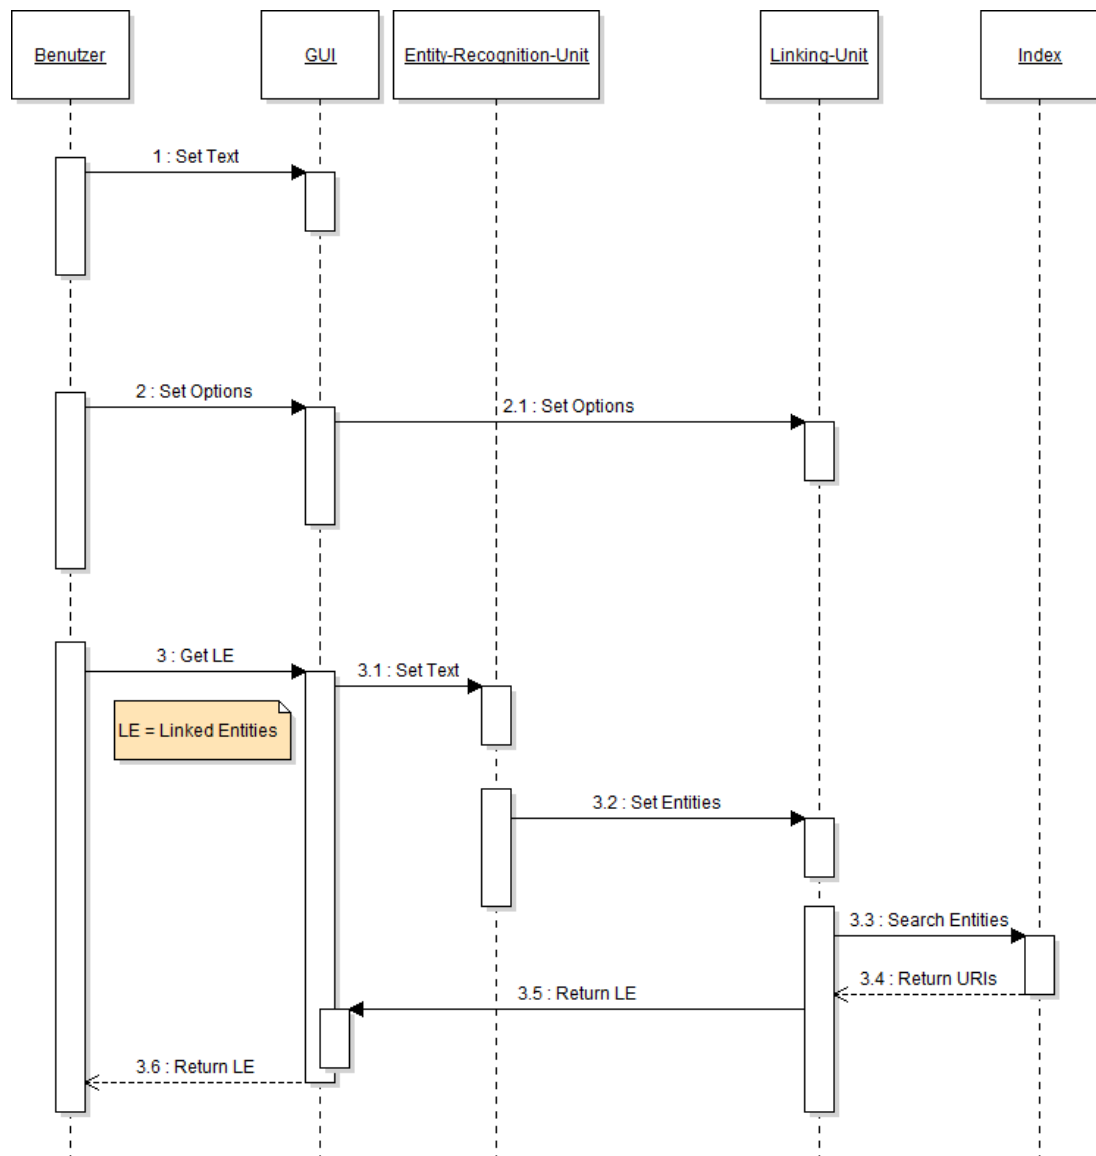 Benutzer
GUI
Entity-Recognition-Unit
Linking-Unit
Index
1 : Set Text
2 : Set Options
2.1 : Set Options
3 : Get LE
3.1 : Set Text
LE = Linked Entities
3.2 : Set Entities
3.3 : Search Entities
3.4 : Return URIs
3.5 : Return LE
3.6 : Return LE